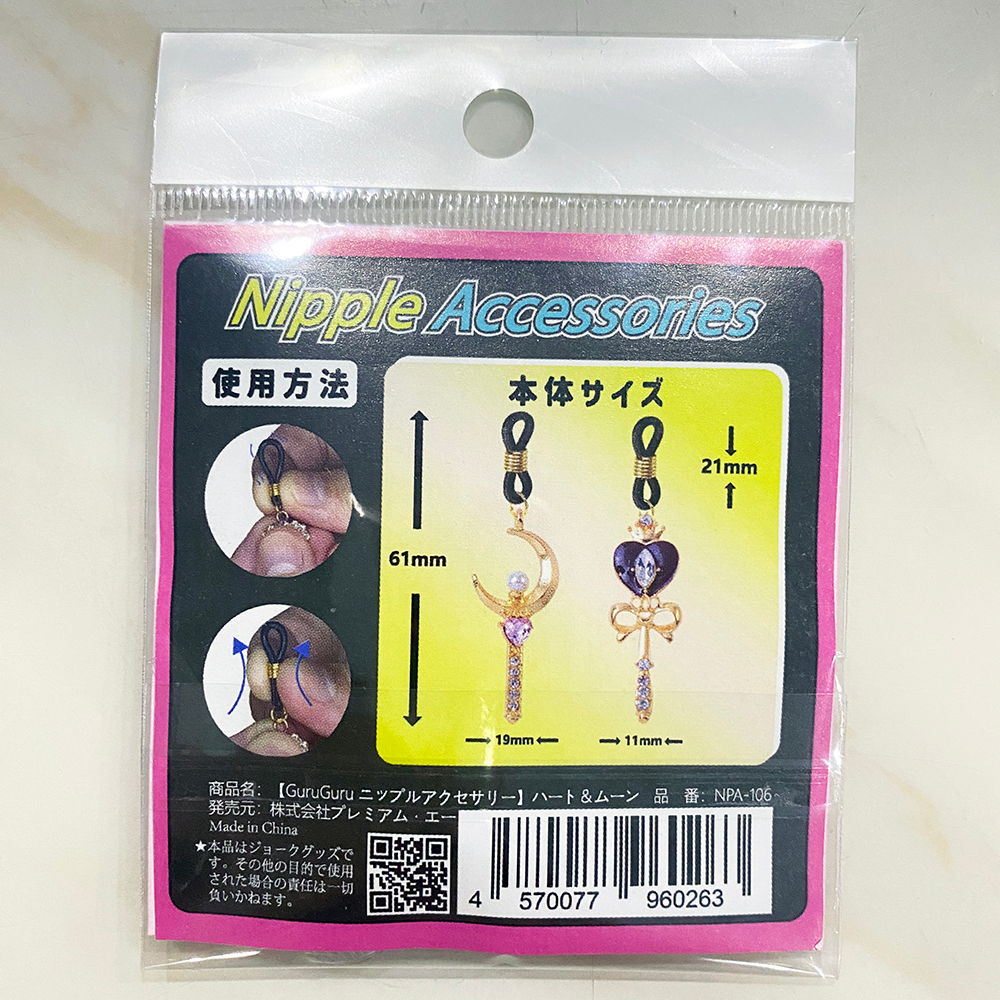 Nipple Accessories
使用方法
本体サイズ
21mm
61mm
19mm
11mm
商品名：【GuruGuru ニップルアクセサリー】ハート＆ムーン 品 番：NPA-106
発売元：株式会社プレミアム・エー
Made in China
★本品はジョークグッズで
す。その他の目的で使用
された場合の責任は一切
負いかねます。
4 570077 960263